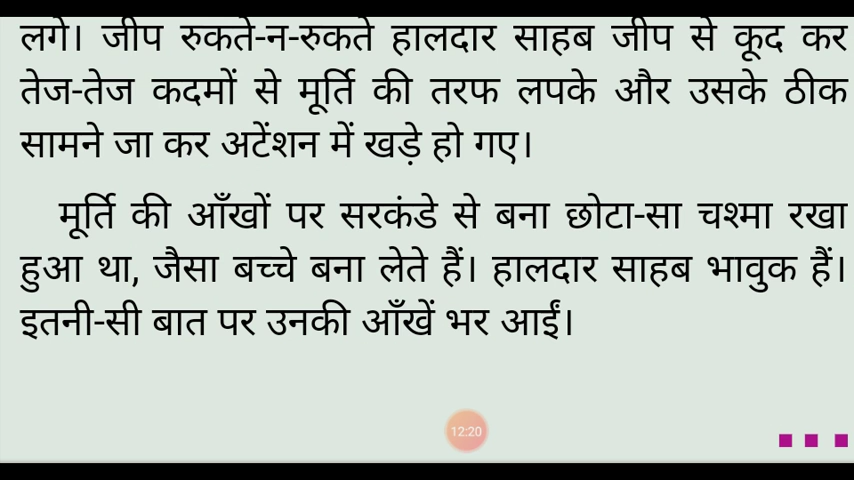 लगे। जीप रुकते-न-रुकते हालदार साहब जीप से कूद कर
तेज-तेज कदमों से मूर्ति की तरफ लपके और उसके ठीक
सामने जा कर अटेंशन में खड़े हो गए।
मूर्ति की आँखों पर सरकंडे से बना छोटा-सा चश्मा रखा
हुआ था, जैसा बच्चे बना लेते हैं। हालदार साहब भावुक हैं।
इतनी-सी बात पर उनकी आँखें भर आईं।
12:20